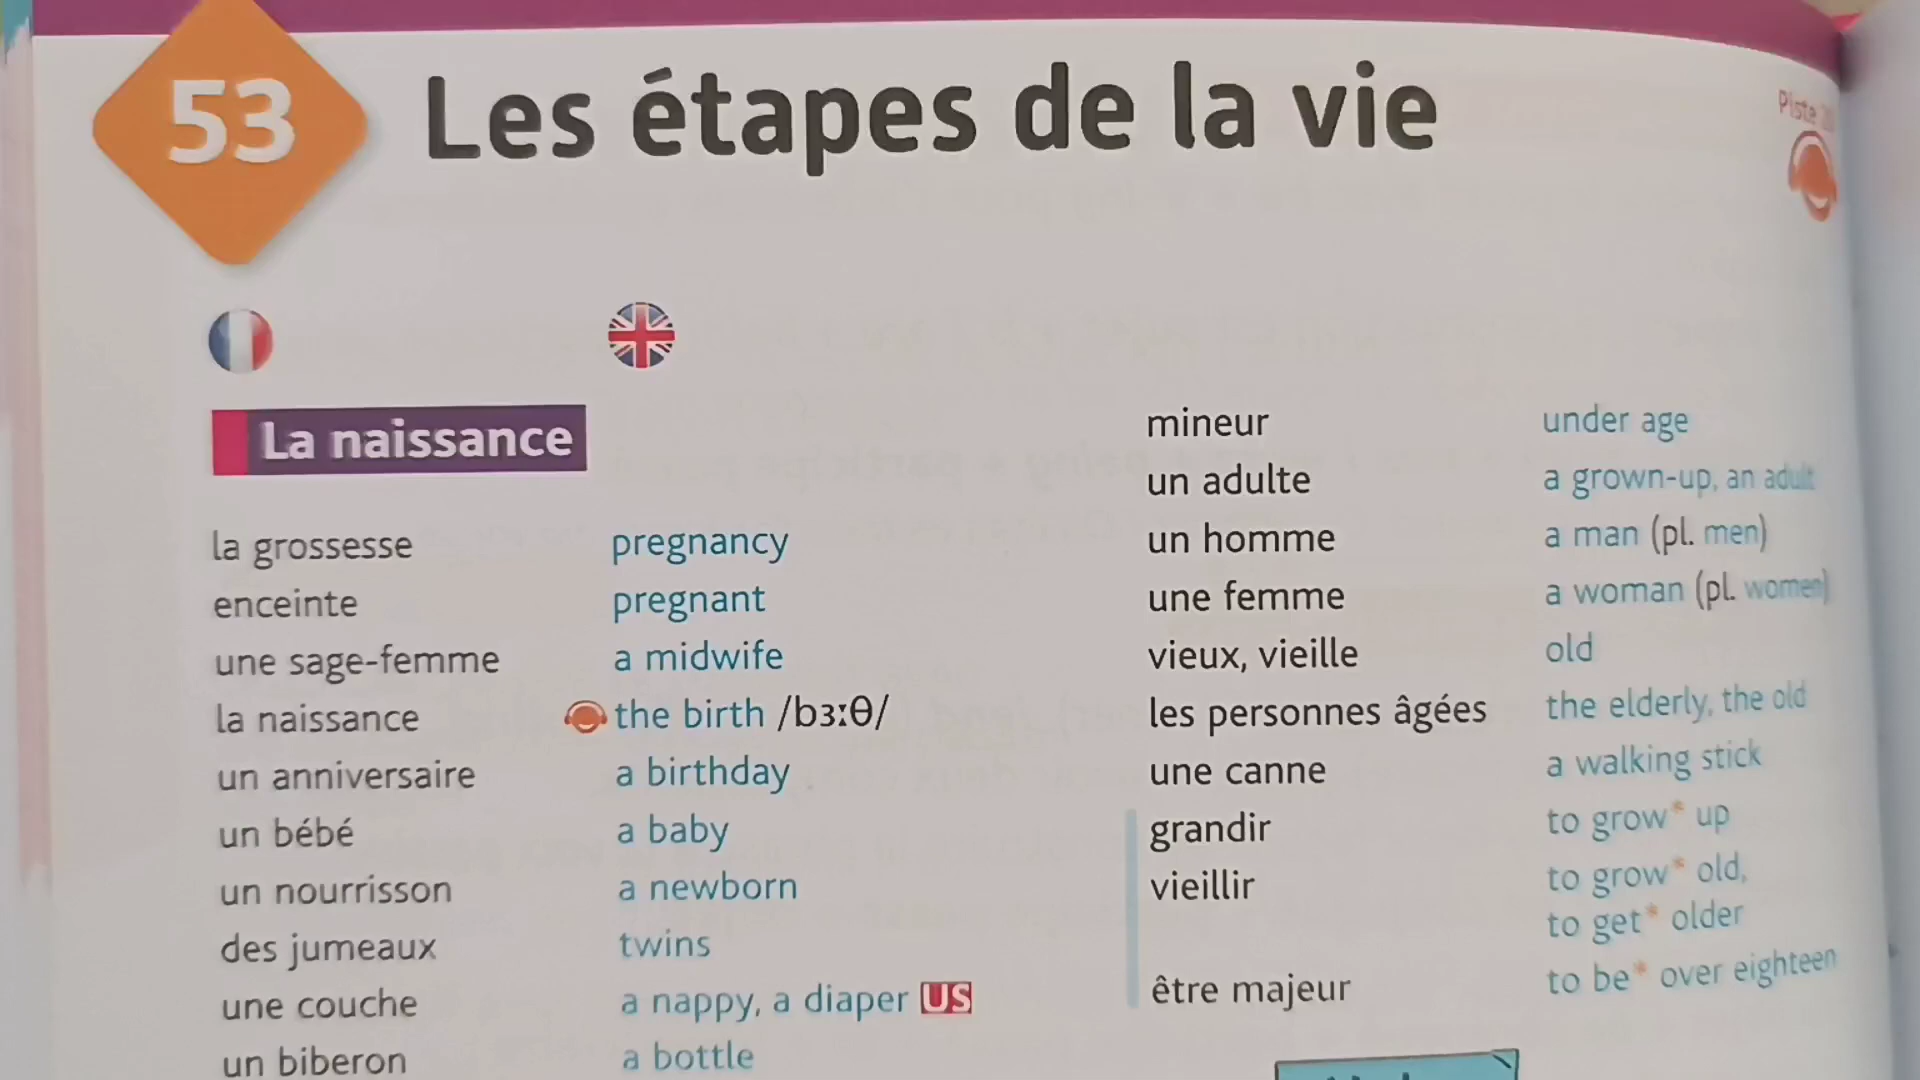 53
Les étapes de la vie
Piste
La naissance
la grossesse pregnancy
enceinte pregnant
une sage-femme a midwife
la naissance the birth /bɜːθ/
un anniversaire a birthday
un bébé a baby
un nourrisson a newborn
des jumeaux twins
une couche a nappy, a diaper US
un biberon a bottle
mineur under age
un adulte a grown-up, an adult
un homme a man (pl. men)
une femme a woman (pl. women)
vieux, vieille old
les personnes âgées the elderly, the old
une canne a walking stick
grandir to grow* up
vieillir to grow* old,
to get* older
être majeur to be* over eighteen